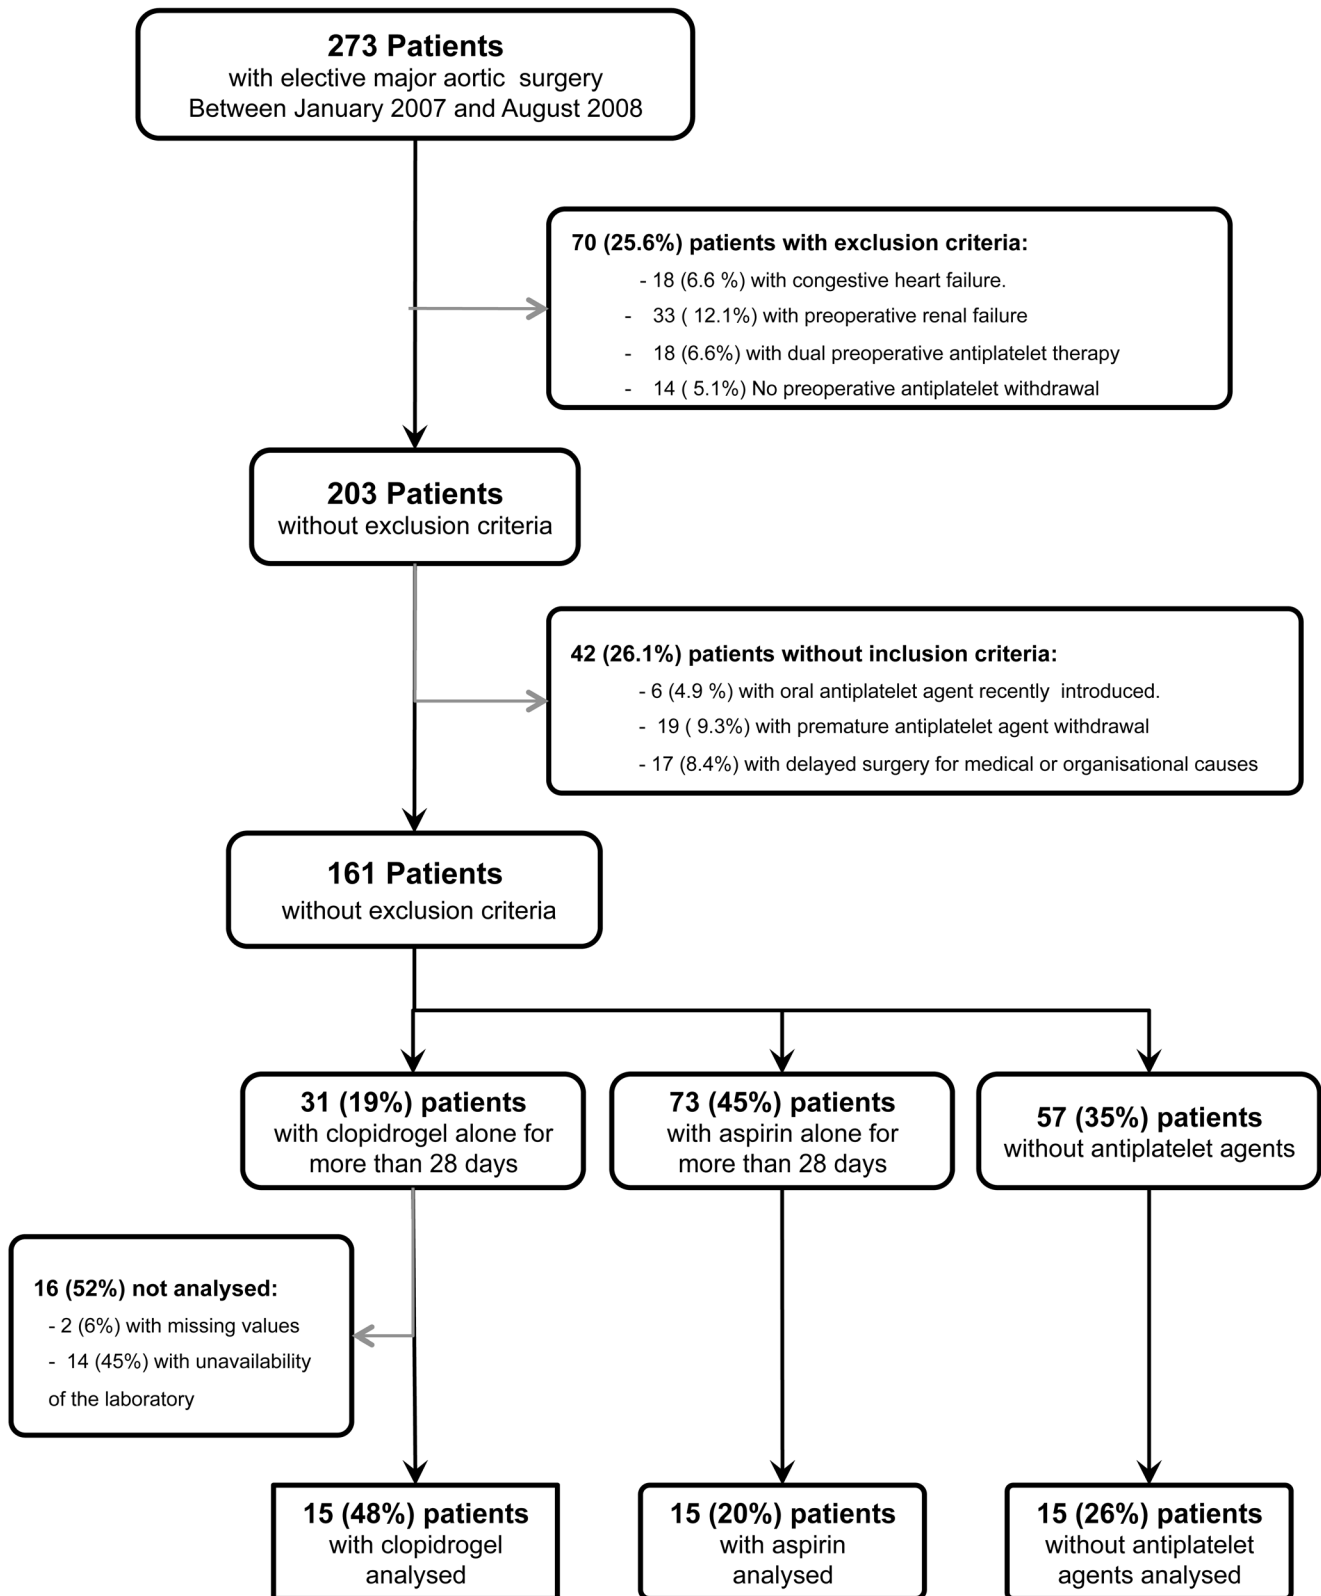 273 Patients
with elective major aortic  surgery
Between January 2007 and August 2008
70 (25.6%) patients with exclusion criteria:
- 18 (6.6 %) with congestive heart failure.
- 33 ( 12.1%) with preoperative renal failure
- 18 (6.6%) with dual preoperative antiplatelet therapy
- 14 ( 5.1%) No preoperative antiplatelet withdrawal
203 Patients
without exclusion criteria
42 (26.1%) patients without inclusion criteria:
- 6 (4.9 %) with oral antiplatelet agent recently  introduced.
- 19 ( 9.3%) with premature antiplatelet agent withdrawal
- 17 (8.4%) with delayed surgery for medical or organisational causes
161 Patients
without exclusion criteria
31 (19%) patients
with clopidrogel alone for
more than 28 days
73 (45%) patients
with aspirin alone for
more than 28 days
57 (35%) patients
without antiplatelet agents
16 (52%) not analysed:
- 2 (6%) with missing values
- 14 (45%) with unavailability
of the laboratory
15 (48%) patients
with clopidrogel
analysed
15 (20%) patients
with aspirin
analysed
15 (26%) patients
without antiplatelet
agents analysed